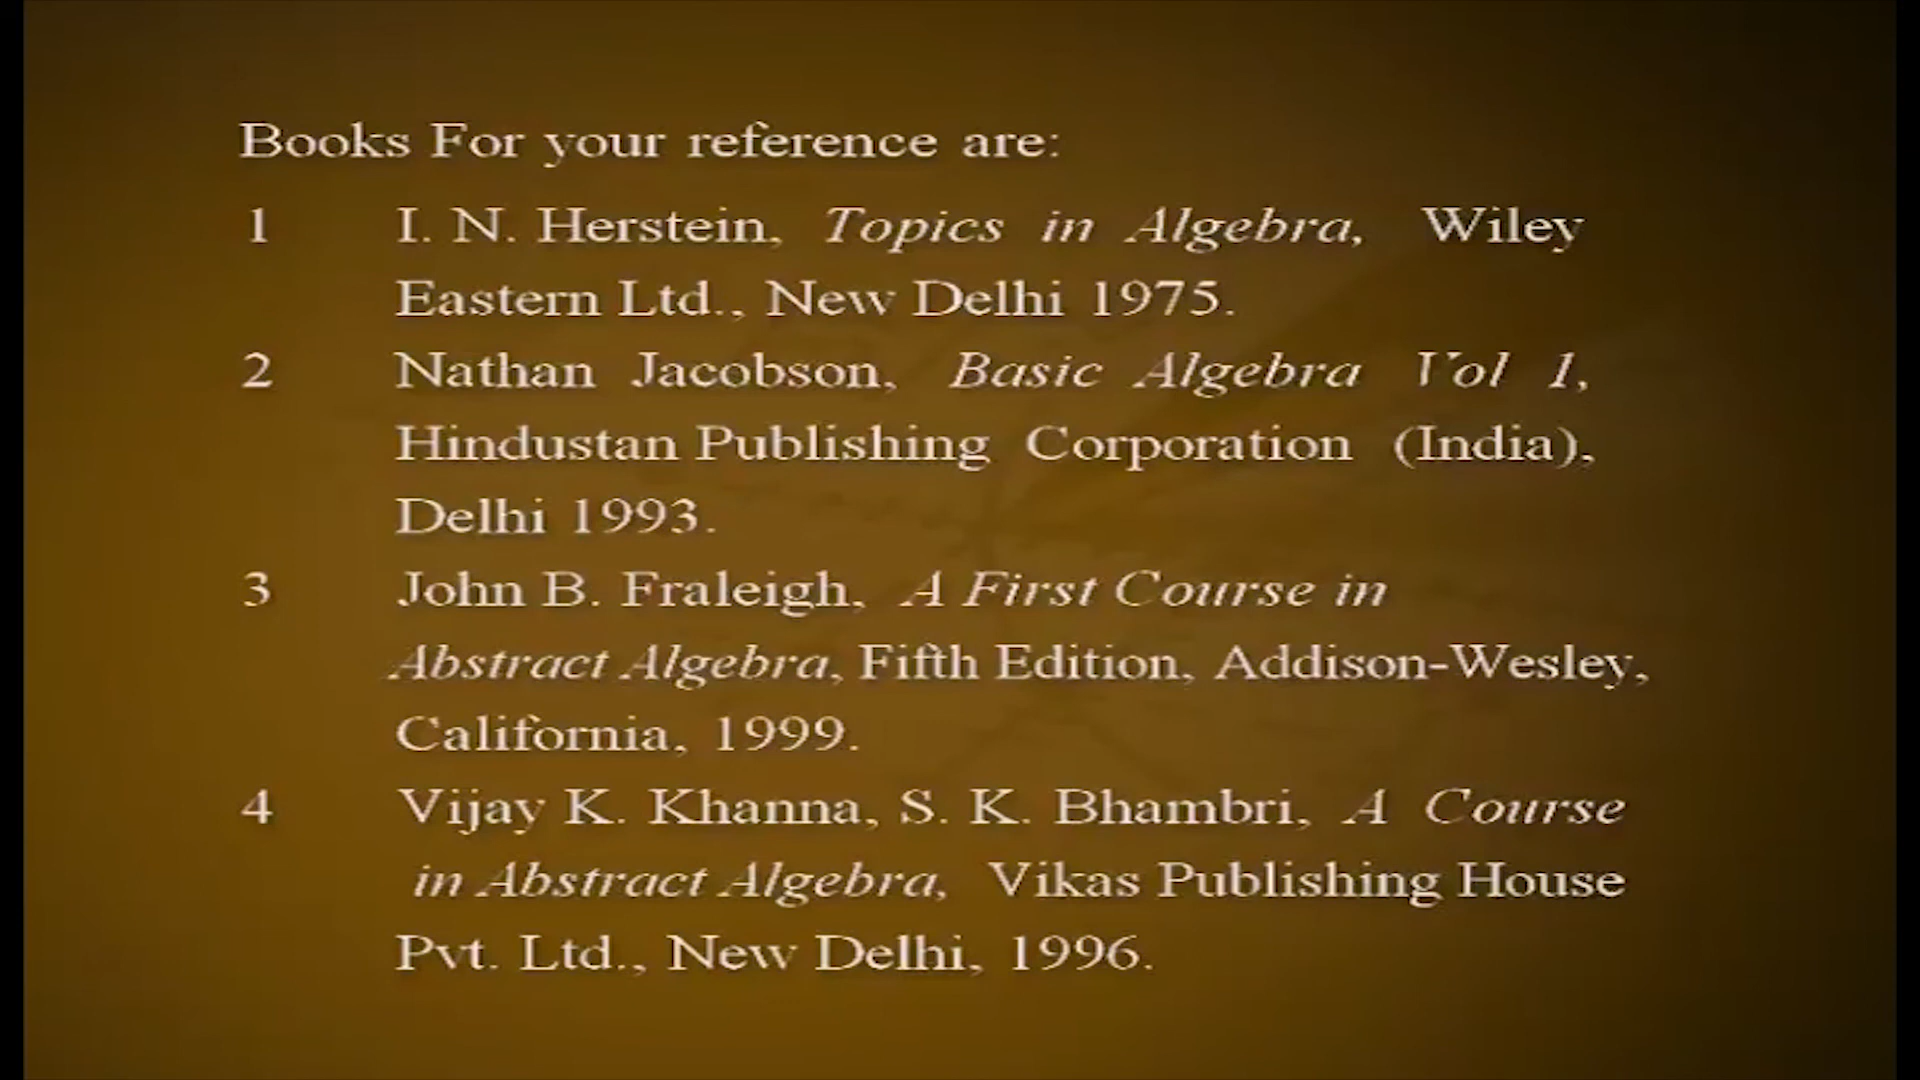 Books For your reference are:
1 I. N. Herstein, Topics in Algebra, Wiley
Eastern Ltd., New Delhi 1975.
2 Nathan Jacobson, Basic Algebra Vol 1,
Hindustan Publishing Corporation (India),
Delhi 1993.
3 John B. Fraleigh, A First Course in
Abstract Algebra, Fifth Edition, Addison-Wesley,
California, 1999.
4 Vijay K. Khanna, S. K. Bhambri, A Course
in Abstract Algebra, Vikas Publishing House
Pvt. Ltd., New Delhi, 1996.